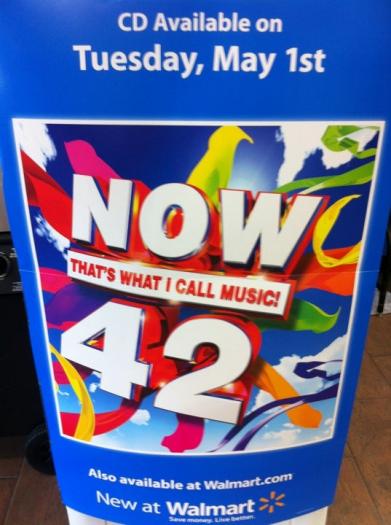 CD Available on
Tuesday, May 1st
NOW
THAT'S WHAT I CALL MUSIC!
42
Also available at Walmart.com
New at Walmart
Save money. Live better.